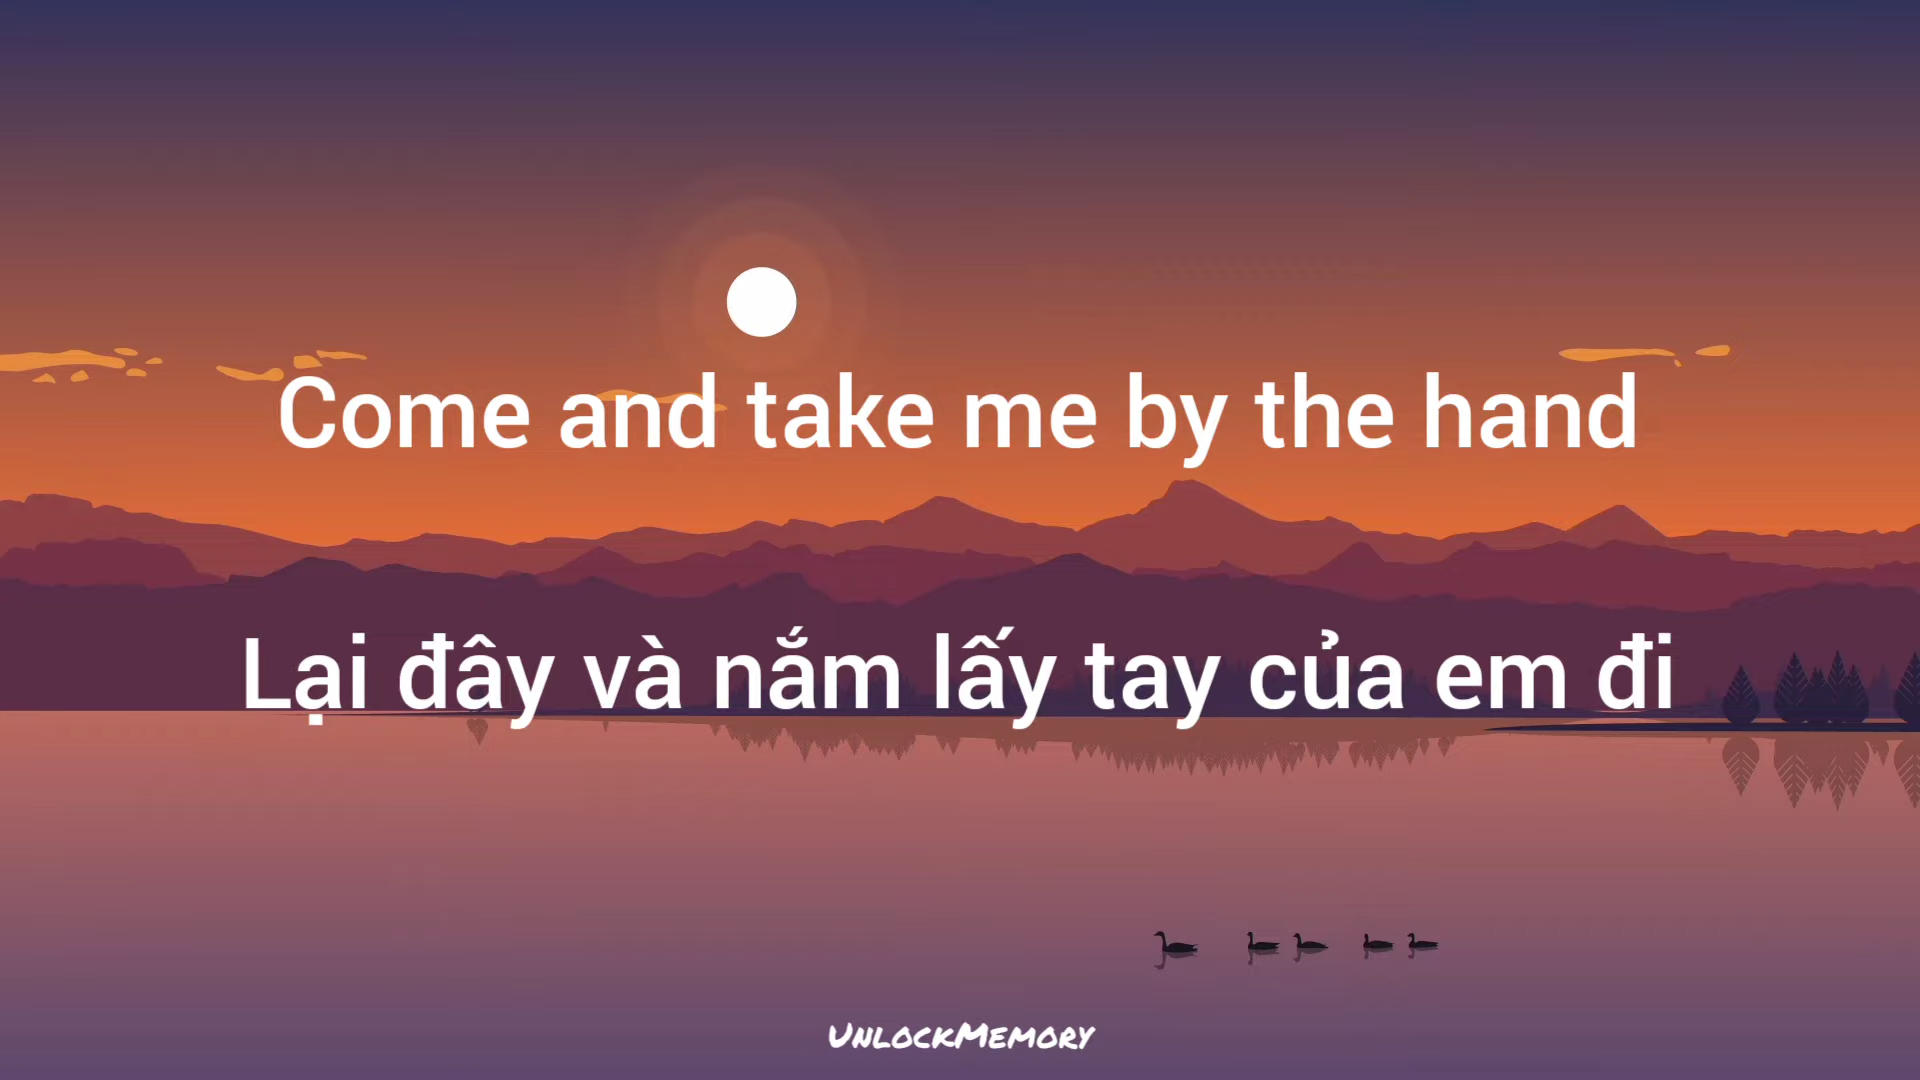 Come and take me by the hand
Lại đây và nắm lấy tay của em đi
UnlockMemory